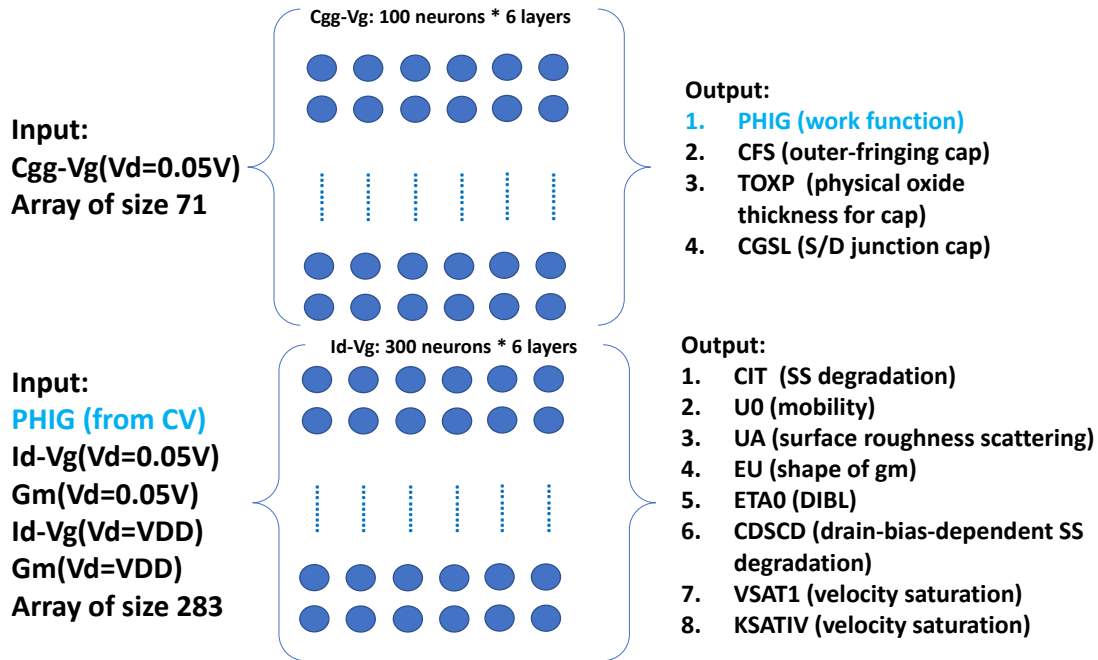 Cgg-Vg: 100 neurons * 6 layers
Input:
Cgg-Vg(Vd=0.05V)
Array of size 71
Output:
1. PHIG (work function)
2. CFS (outer-fringing cap)
3. TOXP (physical oxide
thickness for cap)
4. CGSL (S/D junction cap)
Id-Vg: 300 neurons * 6 layers
Input:
PHIG (from CV)
Id-Vg(Vd=0.05V)
Gm(Vd=0.05V)
Id-Vg(Vd=VDD)
Gm(Vd=VDD)
Array of size 283
Output:
1. CIT (SS degradation)
2. U0 (mobility)
3. UA (surface roughness scattering)
4. EU (shape of gm)
5. ETA0 (DIBL)
6. CDSCD (drain-bias-dependent SS
degradation)
7. VSAT1 (velocity saturation)
8. KSATIV (velocity saturation)